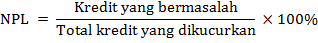 NPL = Kredit yang bermasalah / Total kredit yang dikucurkan × 100%